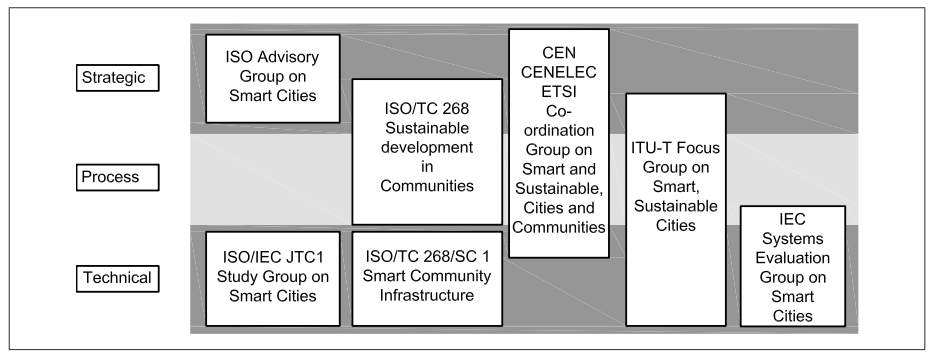 Strategic
ISO Advisory
Group on
Smart Cities
ISO/TC 268
Sustainable
development
in
Communities
CEN
CENELEC
ETSI
Co-
ordination
Group on
Smart and
Sustainable,
Cities and
Communities
ITU-T Focus
Group on
Smart,
Sustainable
Cities
Process
Technical
ISO/IEC JTC1
Study Group on
Smart Cities
ISO/TC 268/SC 1
Smart Community
Infrastructure
IEC
Systems
Evaluation
Group on
Smart
Cities